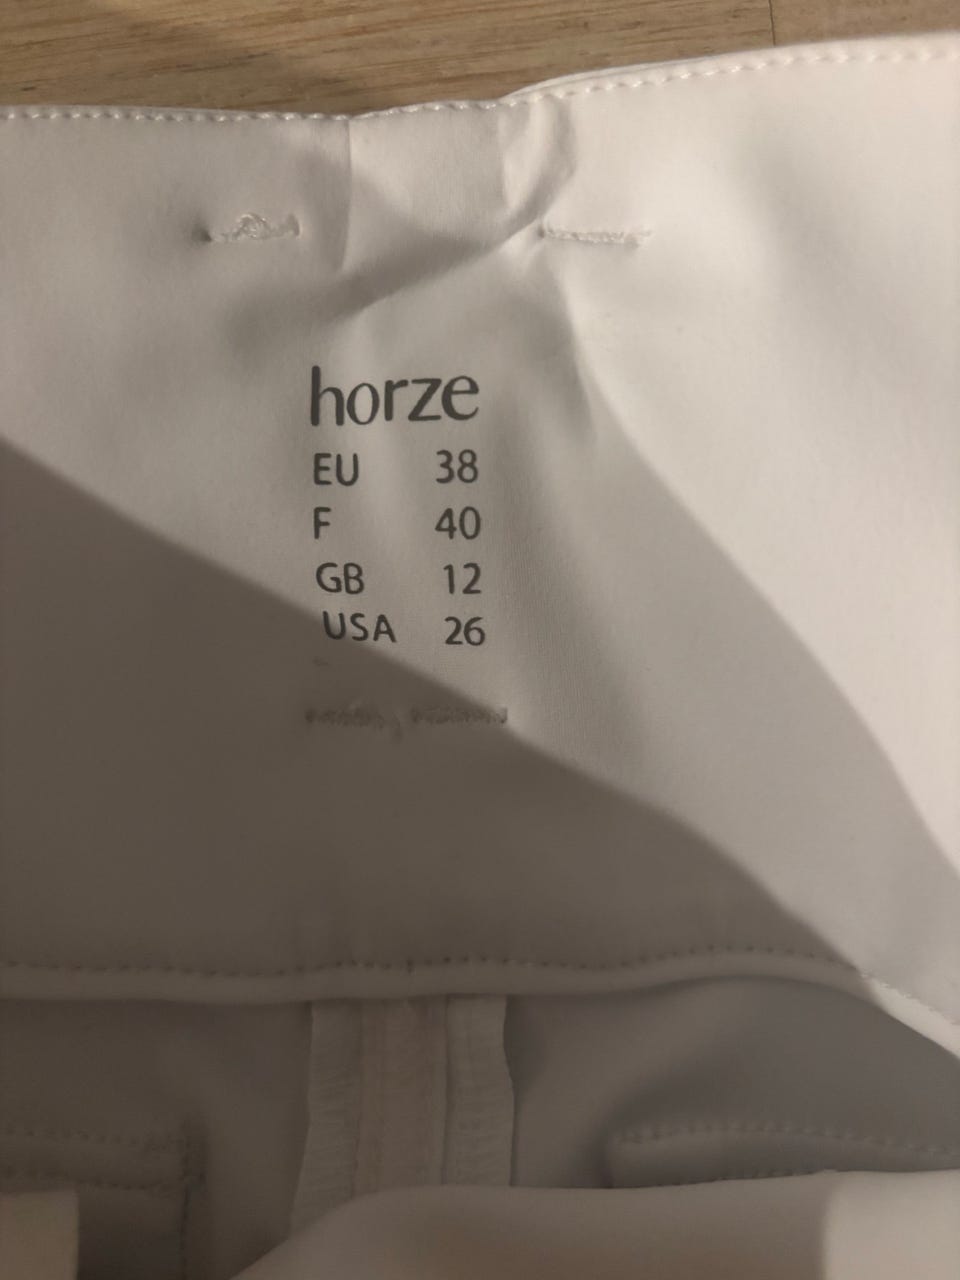 horze
EU 38
F 40
GB 12
USA 26